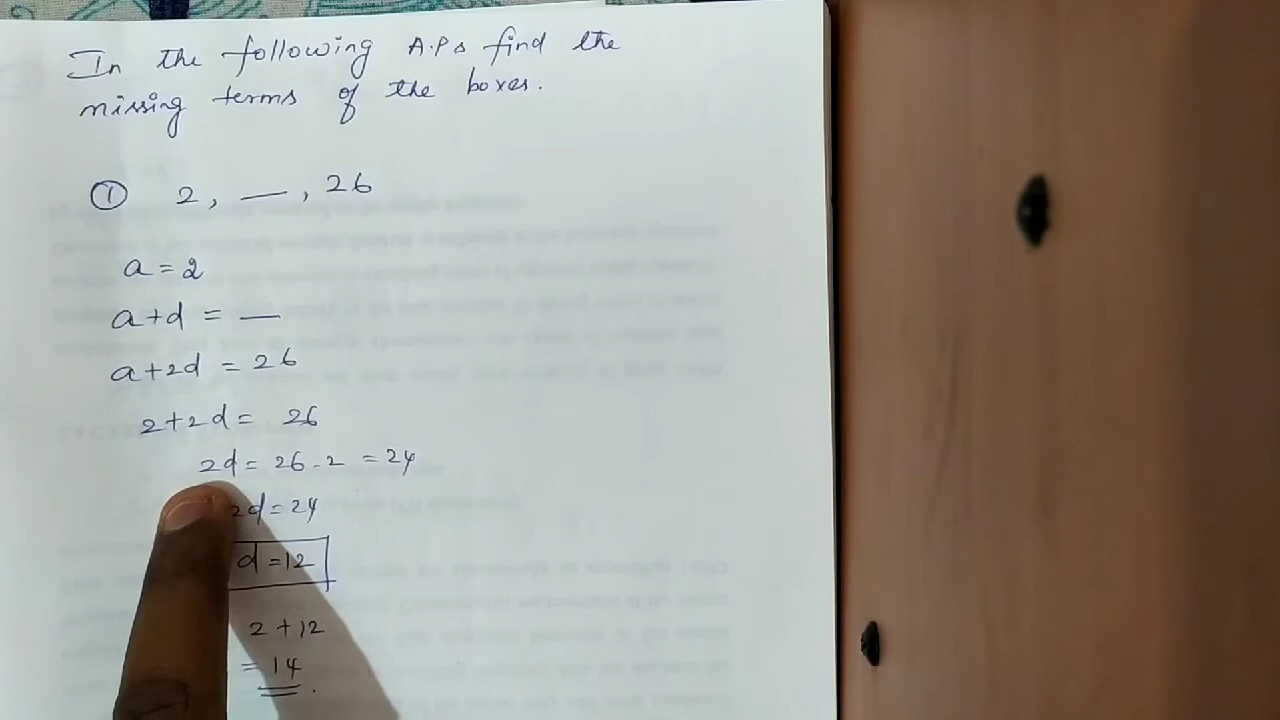 In the following A.Ps find the
missing terms of the boxes.
① 2, —, 26
a = 2
a+d = —
a+2d = 26
2+2d = 26
2d = 26 - 2 = 24
2d = 24
d = 12
2 + 12
= 14.